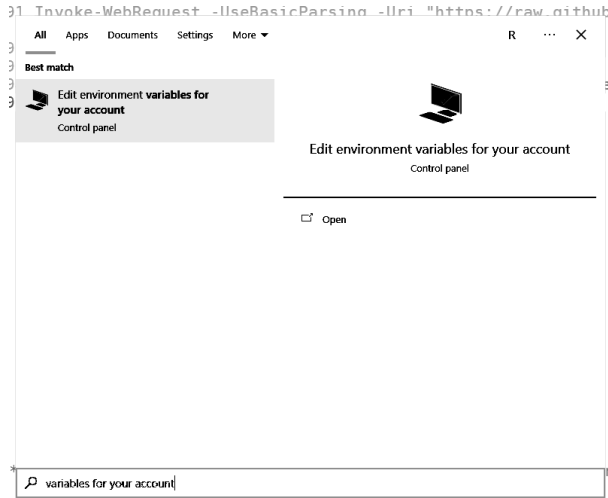 91 Invoke-WebRequest -UseBasicParsing -Uri "https://raw.github
All Apps Documents Settings More R ... ×
Best match
Edit environment variables for
your account
Control panel
Edit environment variables for your account
Control panel
Open
variables for your account